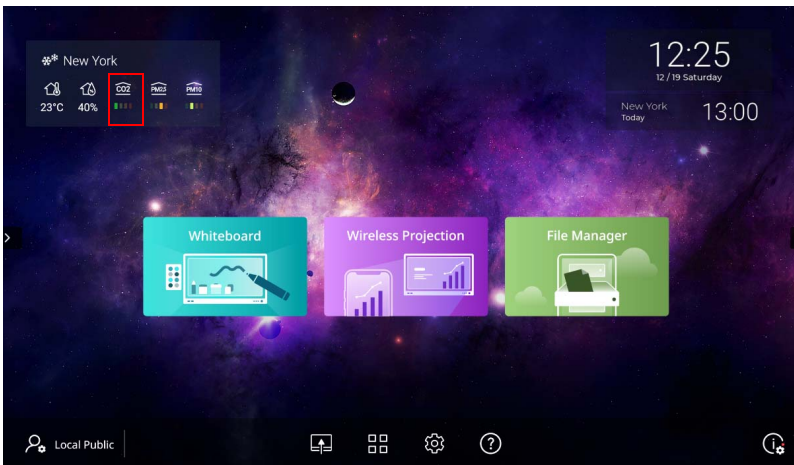 New York
CO2 PM2.5 PM10
23°C 40%
12:25
12 / 19 Saturday
New York
Today
13:00
Whiteboard
Wireless Projection
File Manager
Local Public